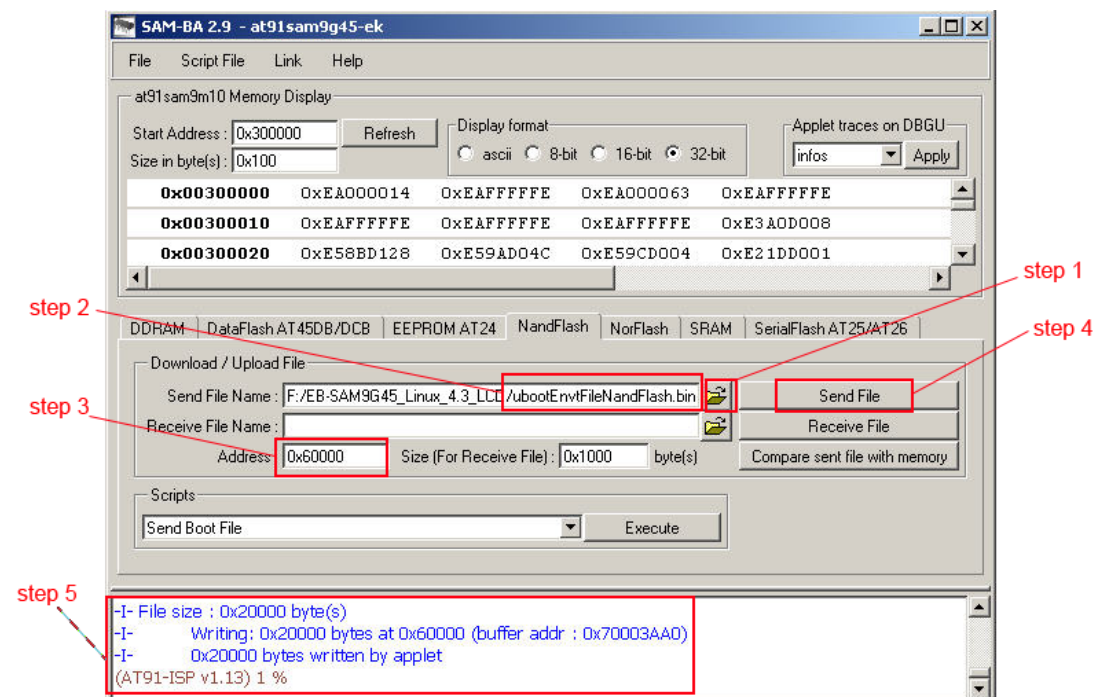 SAM-BA 2.9 - at91sam9g45-ek
File Script File Link Help
at91sam9m10 Memory Display
Start Address : 0x300000 Refresh
Size in byte(s) : 0x100
Display format
ascii 8-bit 16-bit 32-bit
Applet traces on DBGU
infos Apply
0x00300000 0xEA000014 0xEAFFFFFE 0xEA000063 0xEAFFFFFE
0x00300010 0xEAFFFFFE 0xEAFFFFFE 0xEAFFFFFE 0xE3A0D008
0x00300020 0xE58BD128 0xE59AD04C 0xE59CD004 0xE21DD001
step 1
step 2
step 4
DDRAM DataFlash AT45DB/DCB EEPROM AT24 NandFlash NorFlash SRAM SerialFlash AT25/AT26
Download / Upload File
Send File Name : F:/EB-SAM9G45_Linux_4.3_LCD/ubootEnvtFileNandFlash.bin Send File
step 3
Receive File Name : Receive File
Address 0x60000 Size (For Receive File) : 0x1000 byte(s) Compare sent file with memory
Scripts
Send Boot File Execute
step 5
-I- File size : 0x20000 byte(s)
-I- Writing: 0x20000 bytes at 0x60000 (buffer addr : 0x70003AA0)
-I- 0x20000 bytes written by applet
(AT91-ISP v1.13) 1 %